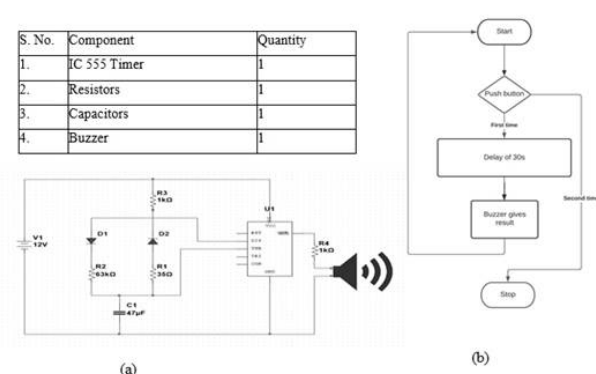 S. No. Component Quantity
1. IC 555 Timer 1
2. Resistors 1
3. Capacitors 1
4. Buzzer 1
V1
12V
R3
1kΩ
D1
D2
R2
63kΩ
R1
35Ω
C1
47µF
U1
R4
1kΩ
(a)
Start
Push button
First time
Delay of 30s
Second time
Buzzer gives
result
Stop
(b)